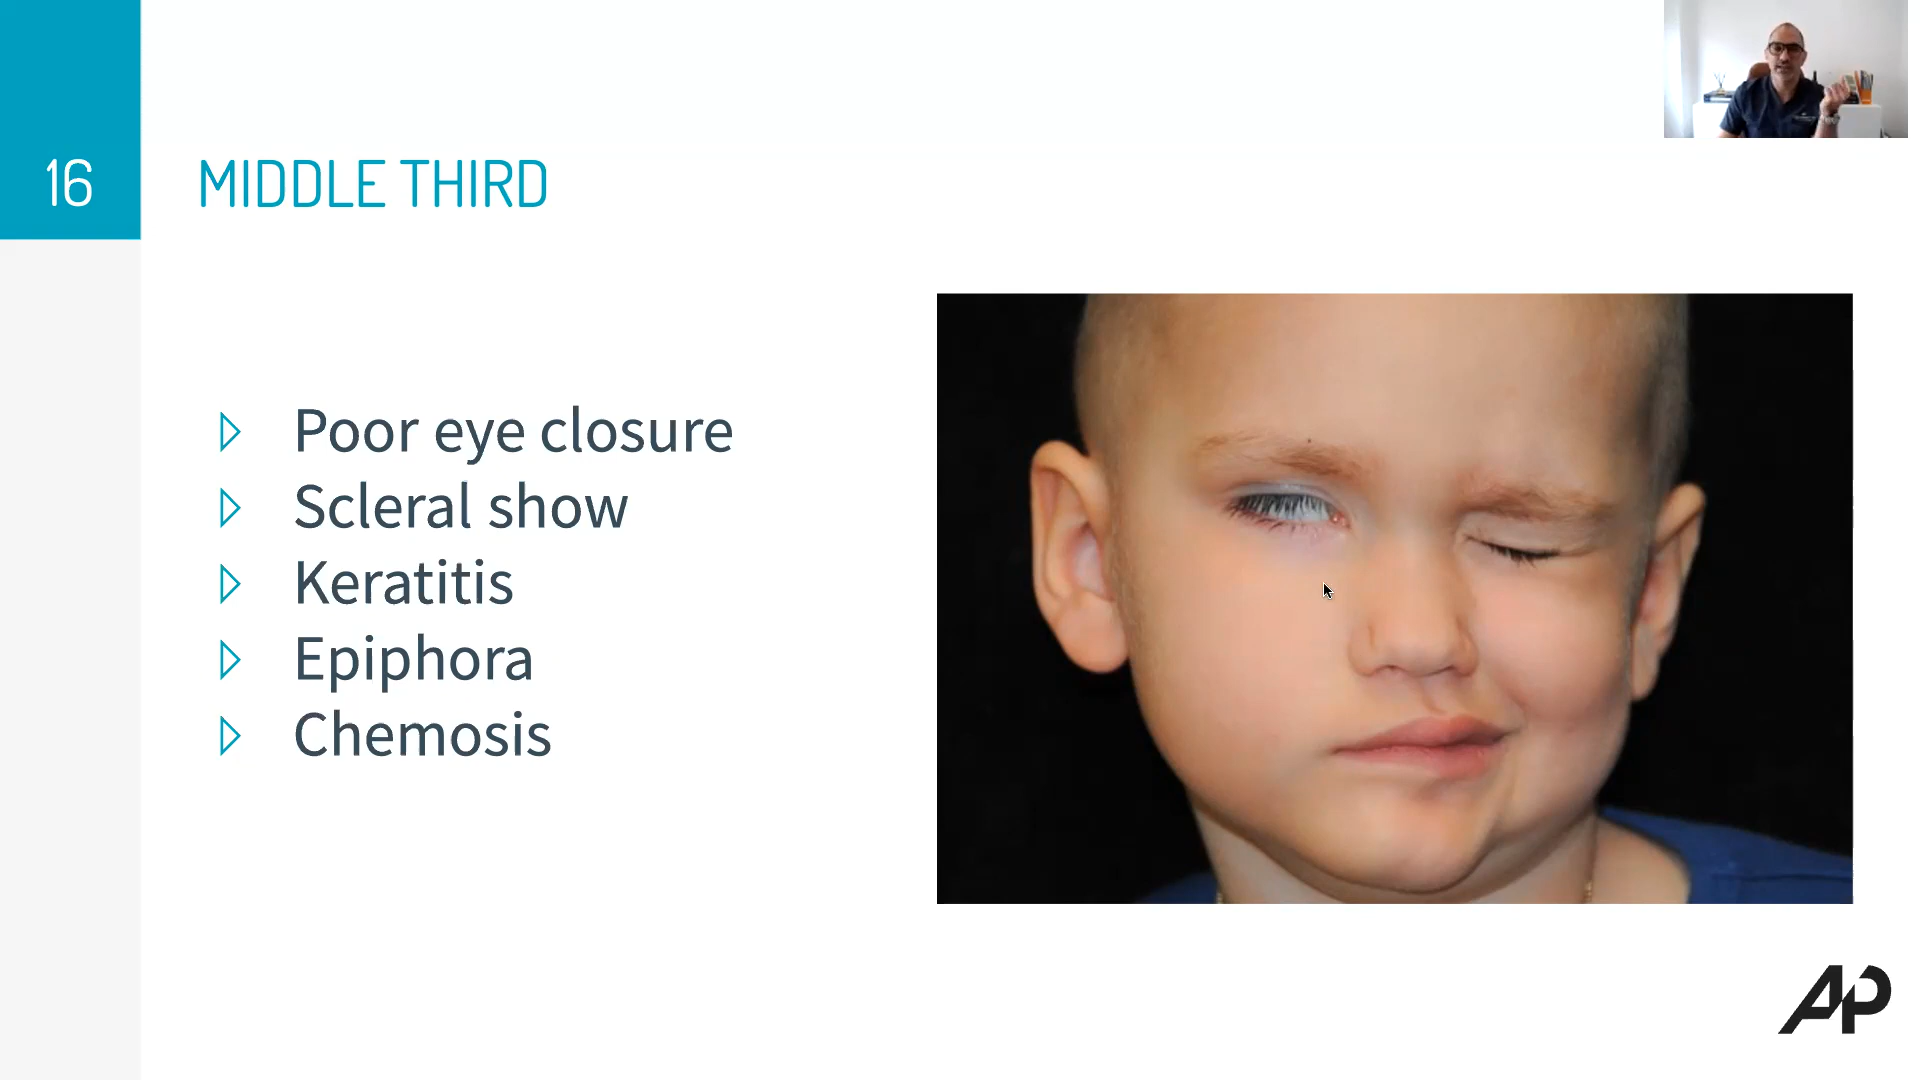 16
MIDDLE THIRD
Poor eye closure
Scleral show
Keratitis
Epiphora
Chemosis
AP